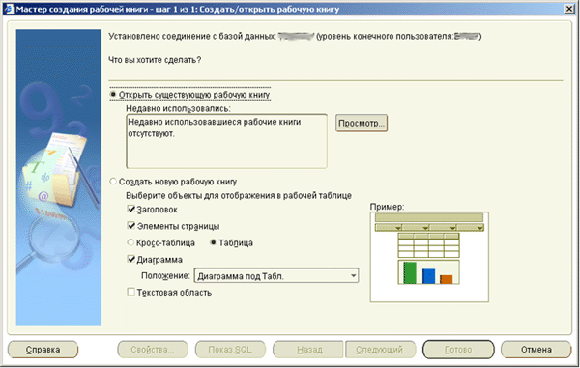 Мастер создания рабочей книги - шаг 1 из 1: Создать/открыть рабочую книгу
Установлено соединение с базой данных (уровень конечного пользователя:
Что вы хотите сделать?
Открыть существующую рабочую книгу
Недавно использовались:
Недавно использовавшиеся рабочие книги
отсутствуют.
Просмотр...
Создать новую рабочую книгу
Выберите объекты для отображения в рабочей таблице
Заголовок
Пример:
Элементы страницы
Кросс-таблица Таблица
Диаграмма
Положение: Диаграмма под Табл.
Текстовая область
Справка Свойства... Показ SQL Назад Следующий Готово Отмена